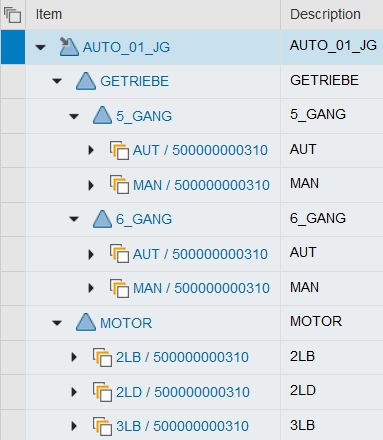 Item Description
AUTO_01_JG AUTO_01_JG
GETRIEBE GETRIEBE
5_GANG 5_GANG
AUT / 500000000310 AUT
MAN / 500000000310 MAN
6_GANG 6_GANG
AUT / 500000000310 AUT
MAN / 500000000310 MAN
MOTOR MOTOR
2LB / 500000000310 2LB
2LD / 500000000310 2LD
3LB / 500000000310 3LB